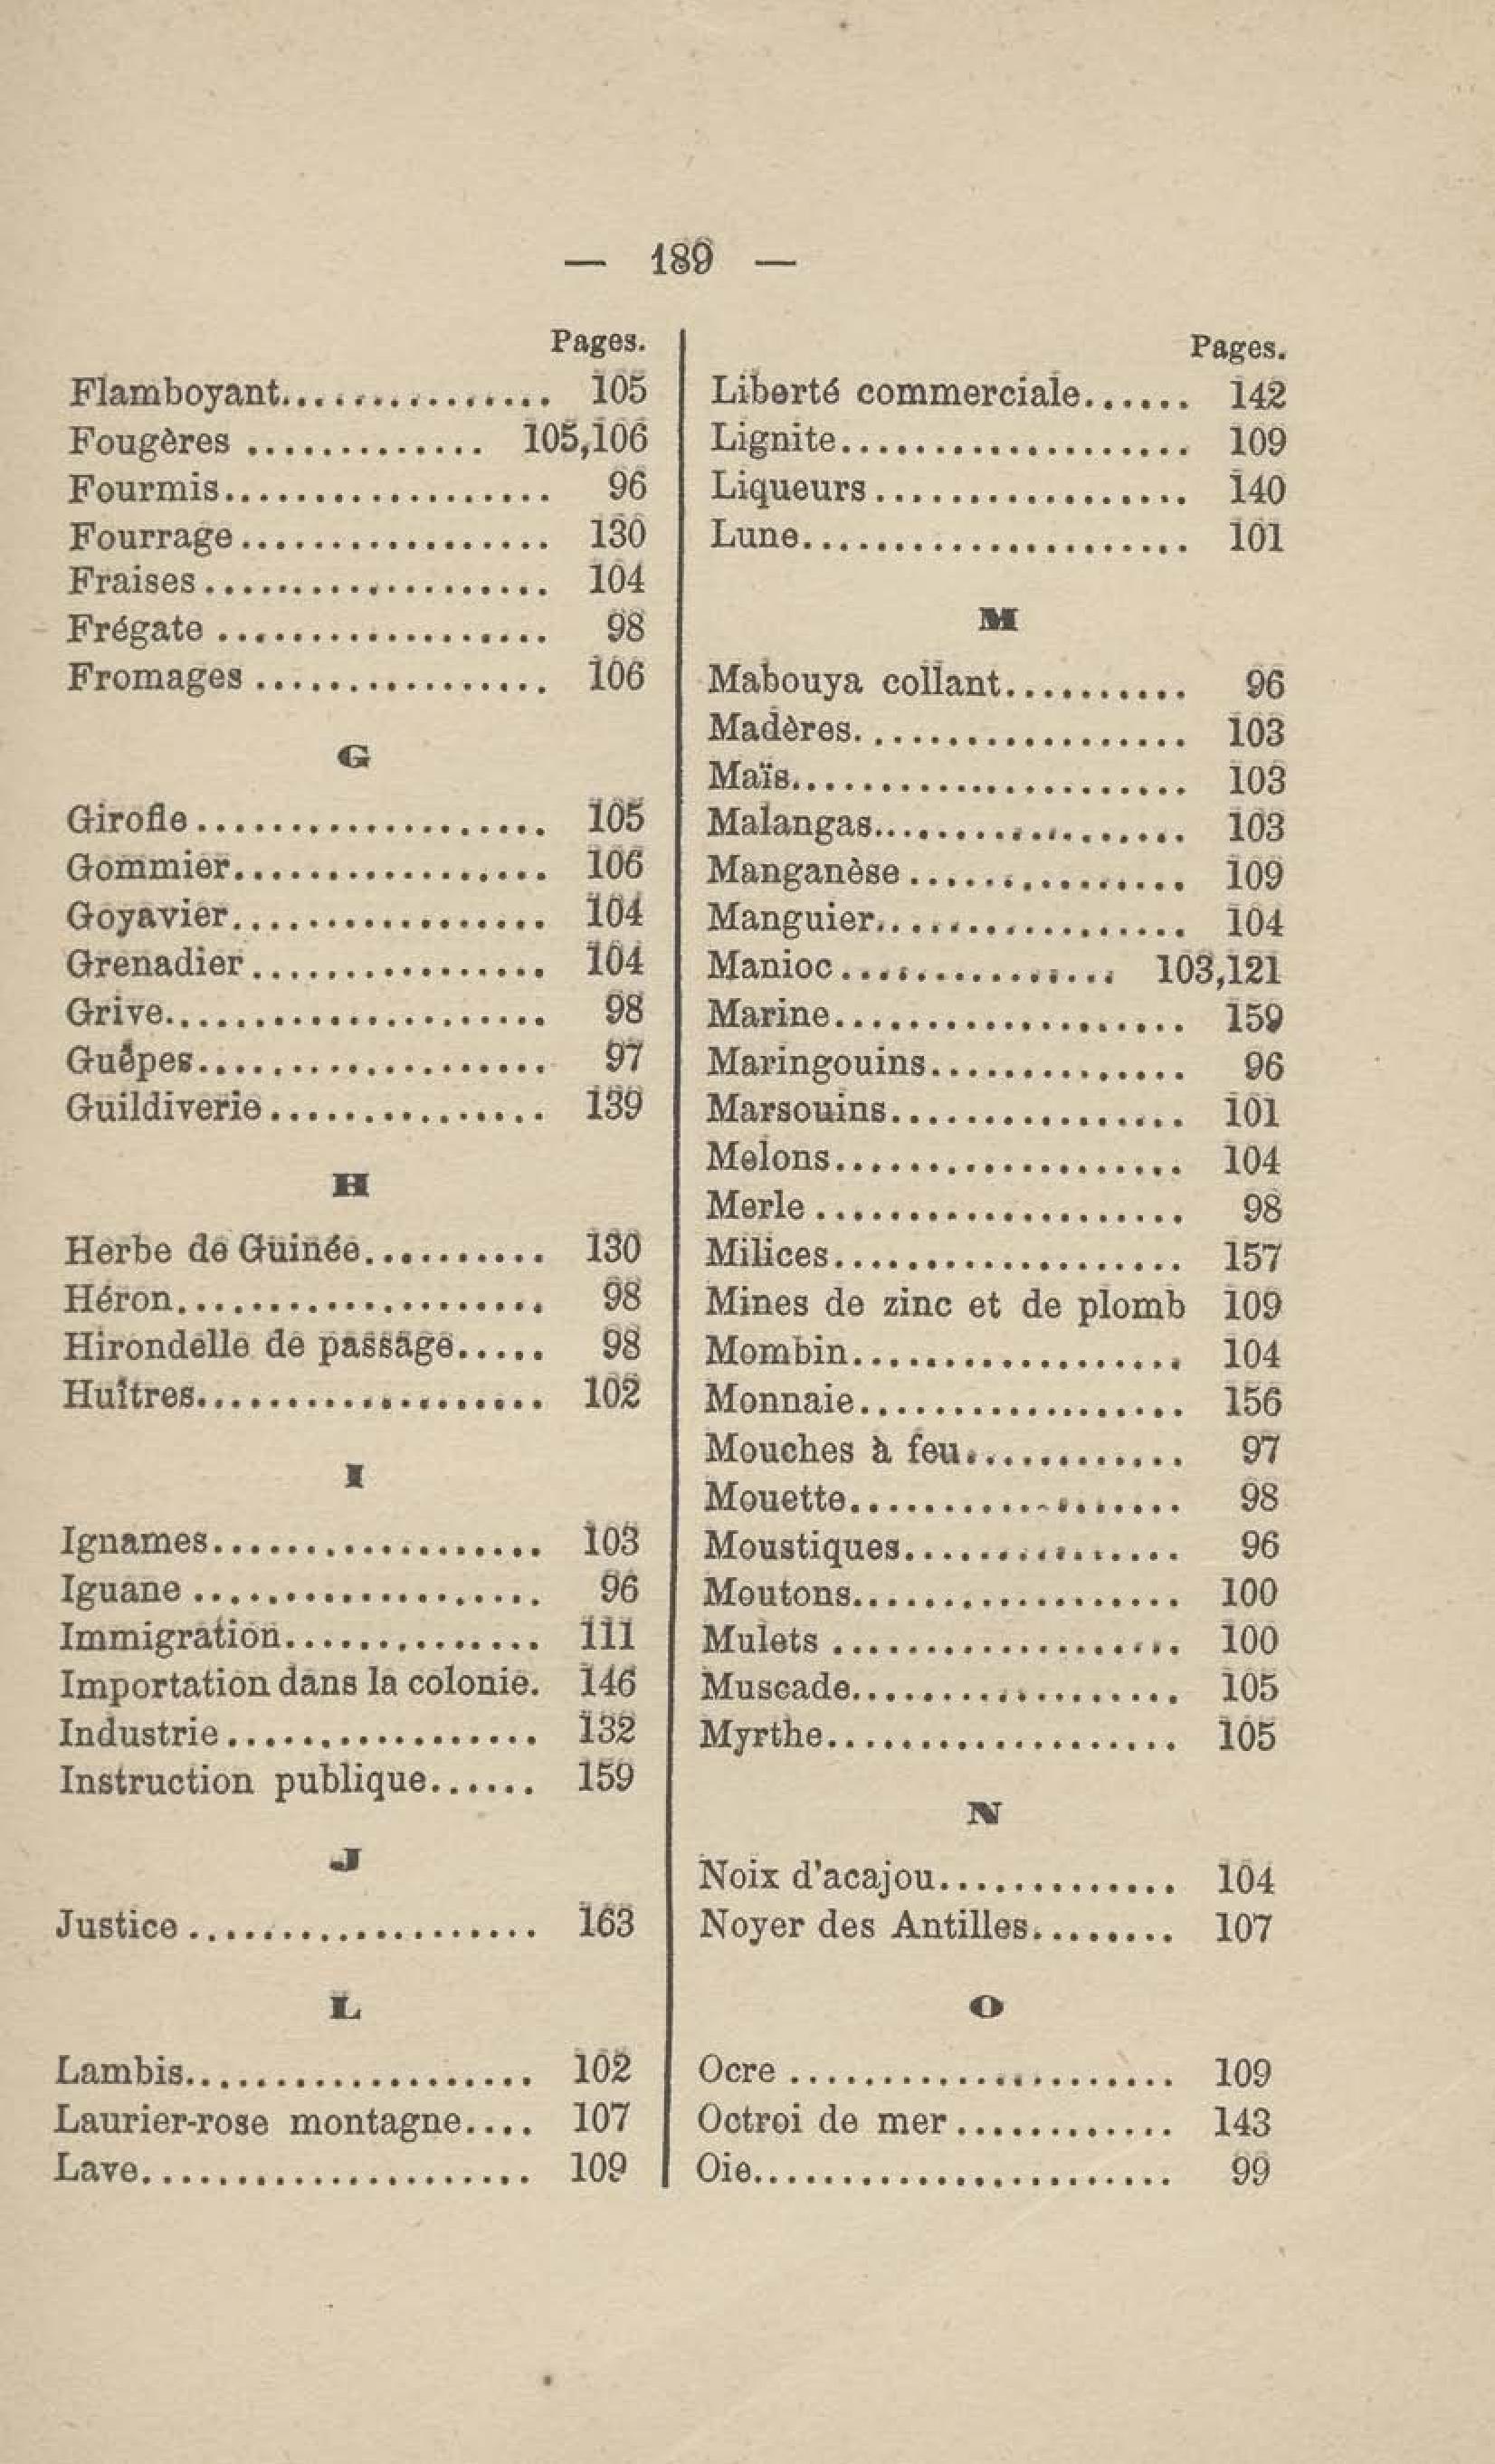 — 189 —
Pages.
Flamboyant............... 105
Fougères ............. 105,106
Fourmis.................. 96
Fourrage................. 130
Fraises................... 104
Frégate .................. 98
Fromages ................ 106
G
Girofle................... 105
Gommier................. 106
Goyavier................. 104
Grenadier................ 104
Grive..................... 98
Guêpes................... 97
Guildiverie............... 139
H
Herbe de Guinée.......... 130
Héron.................... 98
Hirondelle de passage..... 98
Huîtres................... 102
I
Ignames.................. 103
Iguane ................... 96
Immigration.............. 111
Importation dans la colonie. 146
Industrie................. 132
Instruction publique...... 159
J
Justice ................... 163
L
Lambis................... 102
Laurier-rose montagne.... 107
Lave..................... 109
Pages.
Liberté commerciale...... 142
Lignite................... 109
Liqueurs................. 140
Lune..................... 101
M
Mabouya collant.......... 96
Madères.................. 103
Maïs...................... 103
Malangas................. 103
Manganèse ............... 109
Manguier................. 104
Manioc............... 103,121
Marine................... 159
Maringouins.............. 96
Marsouins................ 101
Melons................... 104
Merle .................... 98
Milices................... 157
Mines de zinc et de plomb 109
Mombin.................. 104
Monnaie.................. 156
Mouches à feu............ 97
Mouette.................. 98
Moustiques............... 96
Moutons.................. 100
Mulets ................... 100
Muscade.................. 105
Myrthe................... 105
N
Noix d'acajou............. 104
Noyer des Antilles........ 107
O
Ocre ..................... 109
Octroi de mer............ 143
Oie....................... 99